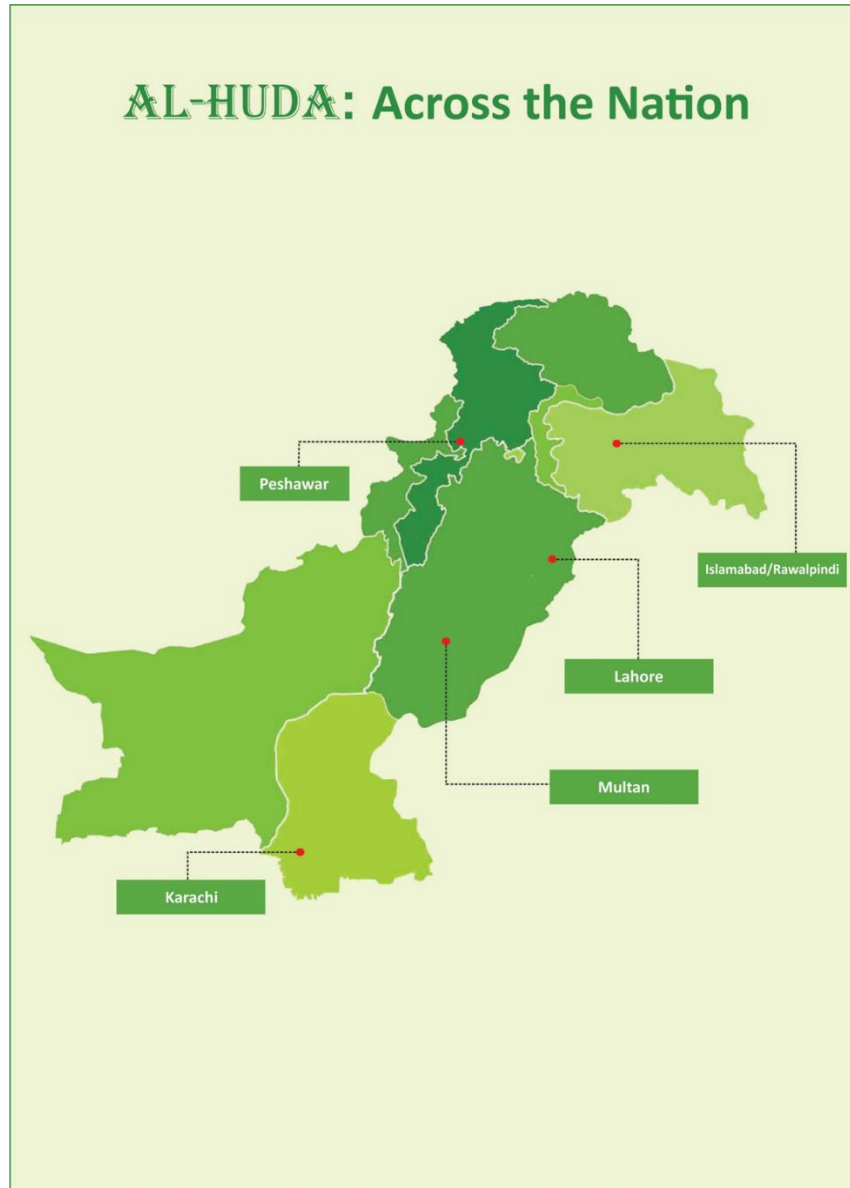 AL-HUDA: Across the Nation
Peshawar
Islamabad/Rawalpindi
Lahore
Multan
Karachi